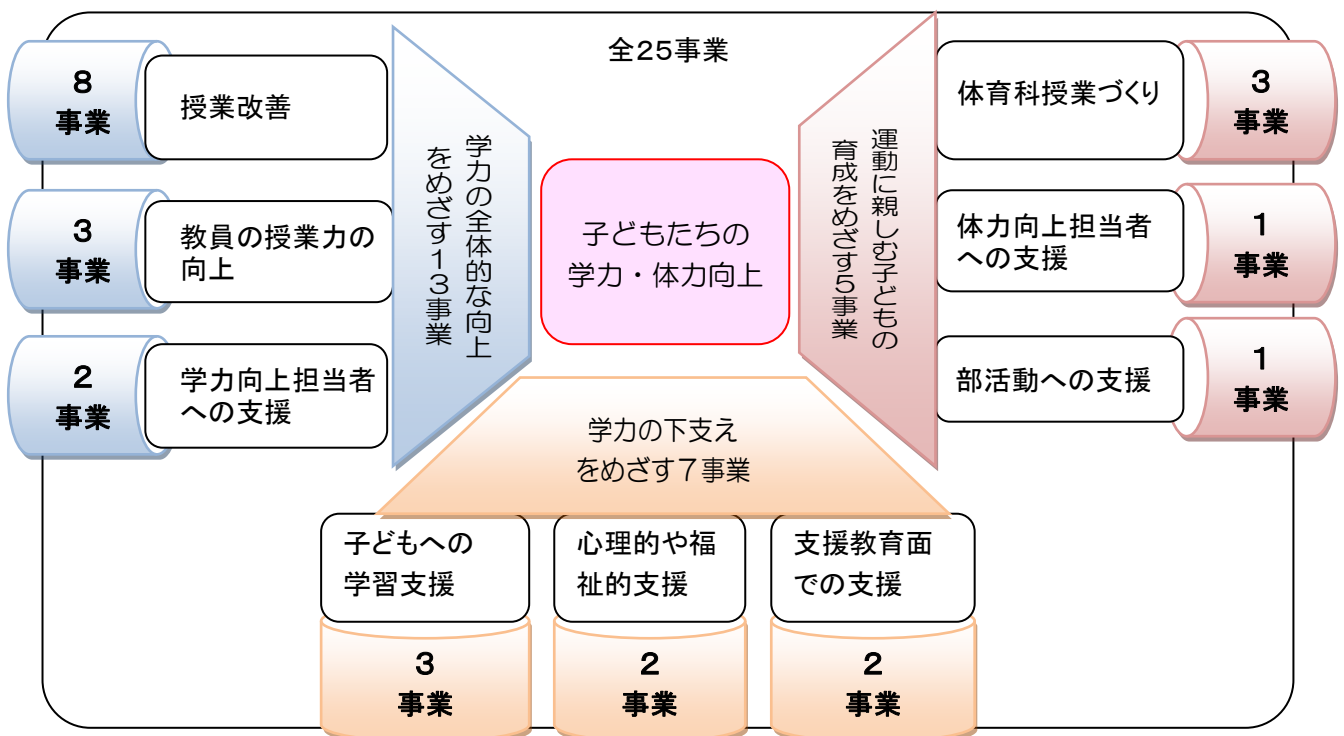 全25事業
8
事業
授業改善
3
事業
教員の授業力の
向上
2
事業
学力向上担当者
への支援
学力の全体的な向上
をめざす13事業
子どもたちの
学力・体力向上
運動に親しむ子どもの
育成をめざす5事業
体育科授業づくり
3
事業
体力向上担当者
への支援
1
事業
部活動への支援
1
事業
学力の下支え
をめざす7事業
子どもへの
学習支援
3
事業
心理的や福
祉的支援
2
事業
支援教育面
での支援
2
事業